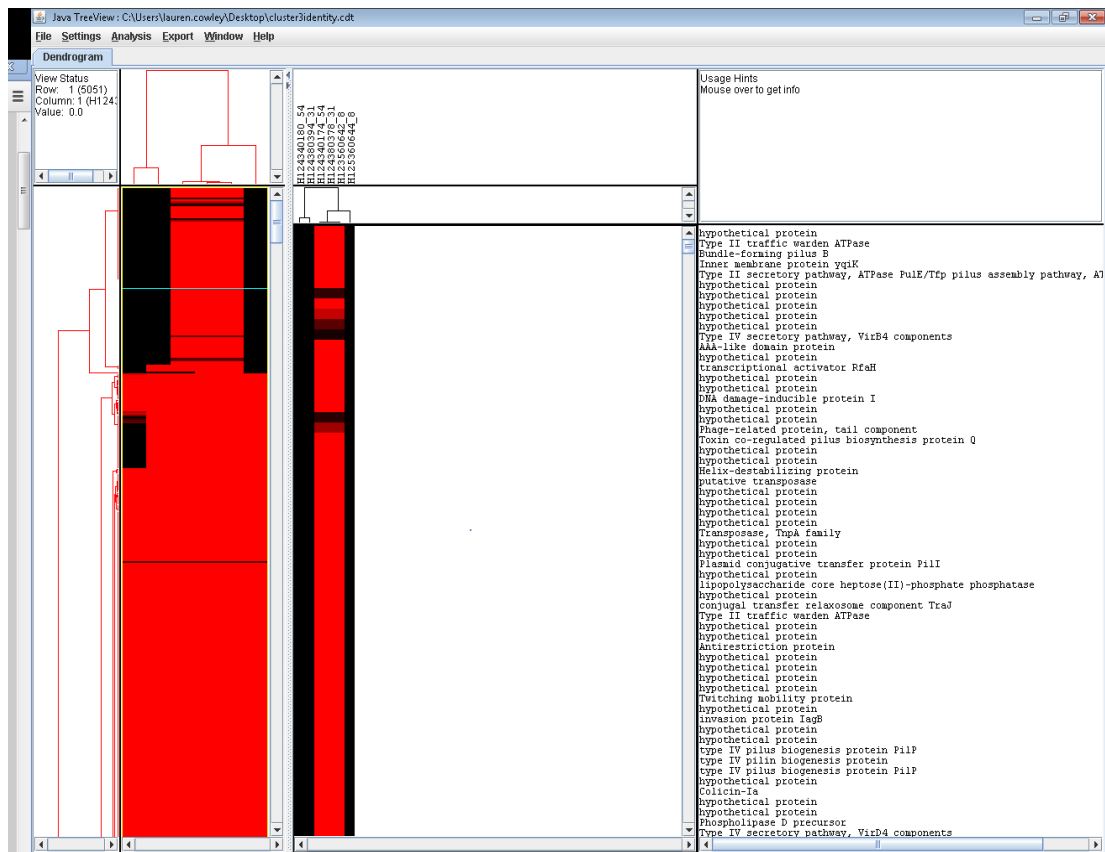 Java TreeView : C:\Users\lauren.cowley\Desktop\cluster3identity.cdt
File Settings Analysis Export Window Help
Dendrogram
View Status
Row: 1 (5051)
Column: 1 (H1243
Value: 0.0
H124340180_54
H124380394_31
H124340174_54
H124380378_31
H123560642_8
H125360644_8
Usage Hints
Mouse over to get info
hypothetical protein
Type II traffic warden ATPase
Bundle-forming pilus B
Inner membrane protein yqiK
Type II secretory pathway, ATPase PulE/Tfp pilus assembly pathway, AT
hypothetical protein
hypothetical protein
hypothetical protein
hypothetical protein
hypothetical protein
Type IV secretory pathway, VirB4 components
AAA-like domain protein
hypothetical protein
transcriptional activator RfaH
hypothetical protein
hypothetical protein
DNA damage-inducible protein I
hypothetical protein
hypothetical protein
Phage-related protein, tail component
Toxin co-regulated pilus biosynthesis protein Q
hypothetical protein
hypothetical protein
Helix-destabilizing protein
putative transposase
hypothetical protein
hypothetical protein
hypothetical protein
hypothetical protein
Transposase, TnpA family
hypothetical protein
hypothetical protein
Plasmid conjugative transfer protein PilI
hypothetical protein
lipopolysaccharide core heptose(II)-phosphate phosphatase
hypothetical protein
conjugal transfer relaxosome component TraJ
Type II traffic warden ATPase
hypothetical protein
hypothetical protein
Antirestriction protein
hypothetical protein
hypothetical protein
hypothetical protein
hypothetical protein
Twitching mobility protein
hypothetical protein
invasion protein IagB
hypothetical protein
hypothetical protein
type IV pilus biogenesis protein PilP
type IV pilin biogenesis protein
type IV pilus biogenesis protein PilP
hypothetical protein
Colicin-Ia
hypothetical protein
hypothetical protein
Phospholipase D precursor
Type IV secretory pathway, VirD4 components